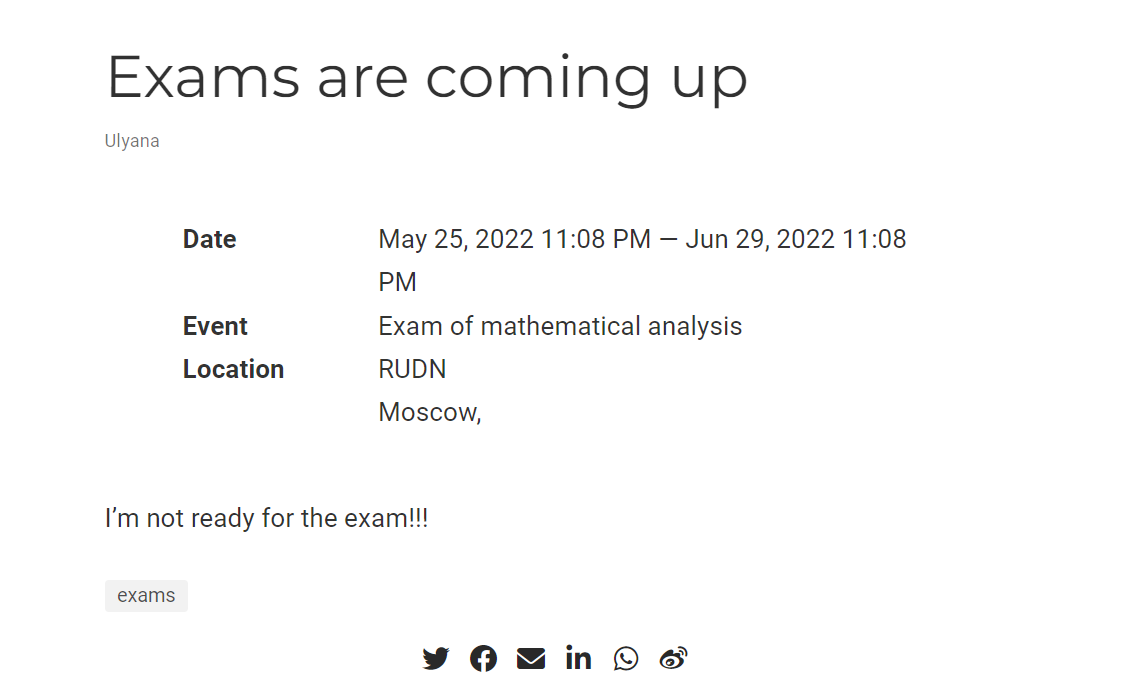 Exams are coming up
Ulyana
Date May 25, 2022 11:08 PM — Jun 29, 2022 11:08
PM
Event Exam of mathematical analysis
Location RUDN
Moscow,
I’m not ready for the exam!!!
exams